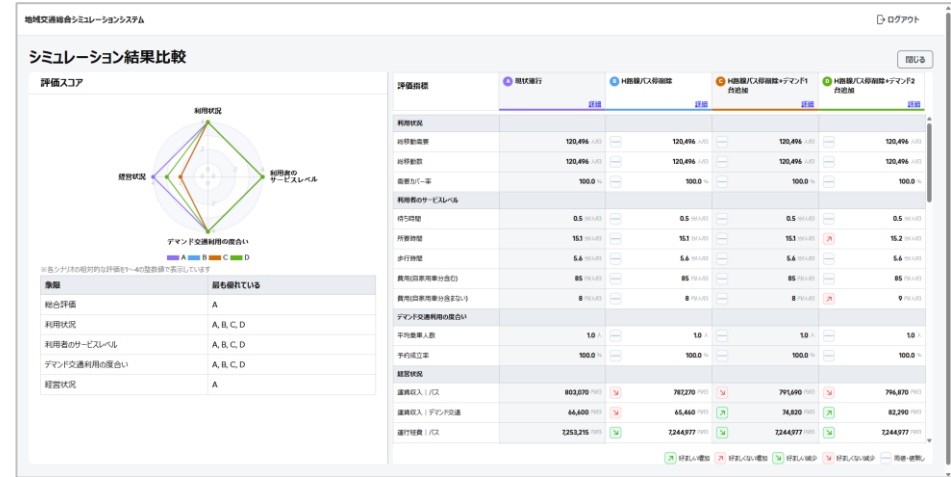 地域交通総合シミュレーションシステム
ログアウト
シミュレーション結果比較
閉じる
評価スコア
利用状況
利用者の
サービスレベル
経営状況
デマンド交通利用の度合い
A B C D
※各シナリオの相対的な評価を1〜4の整数値で表示しています
象限 最も優れている
総合評価 A
利用状況 A, B, C, D
利用者のサービスレベル A, B, C, D
デマンド交通利用の度合い A, B, C, D
経営状況 A
評価指標 A 現状運行 B H路線バス停削除 C H路線バス停削除+デマンド1台追加 D H路線バス停削除+デマンド2台追加
詳細 詳細 詳細 詳細
利用状況
総移動需要 120,496 120,496 120,496 120,496
総移動数 120,496 120,496 120,496 120,496
需要カバー率 100.0 % 100.0 % 100.0 % 100.0 %
利用者のサービスレベル
待ち時間 0.5 0.5 0.5 0.5
所要時間 15.1 15.1 15.1 15.2
歩行時間 5.6 5.6 5.6 5.6
費用(自家用車分含む) 85 85 85 85
費用(自家用車分含まない) 8 8 8 9
デマンド交通利用の度合い
平均乗車人数 1.0 人 1.0 人 1.0 人 1.0 人
予約成立率 100.0 % 100.0 % 100.0 % 100.0 %
経営状況
運賃収入 | バス 803,070 787,270 791,690 796,870
運賃収入 | デマンド交通 66,600 65,460 74,820 82,290
運行経費 | バス 7,253,215 7,244,977 7,244,977 7,244,977
好ましい増加 好ましくない増加 好ましい減少 好ましくない減少 同値・値無し